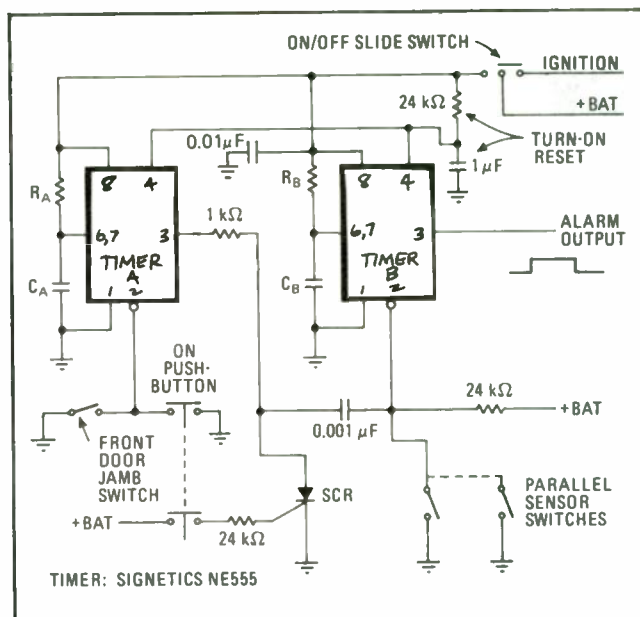 ON/OFF SLIDE SWITCH
IGNITION
+BAT
24 kΩ
TURN-ON
RESET
0.01μF
1 μF
RA
8
4
6,7
3
TIMER
A
1
2
CA
1 kΩ
RB
8
4
6,7
3
TIMER
B
1
2
CB
ALARM
OUTPUT
ON
PUSH-
BUTTON
FRONT
DOOR
JAMB
SWITCH
0.001 μF
24 kΩ
+BAT
+BAT
24 kΩ
SCR
PARALLEL
SENSOR
SWITCHES
TIMER: SIGNETICS NE555